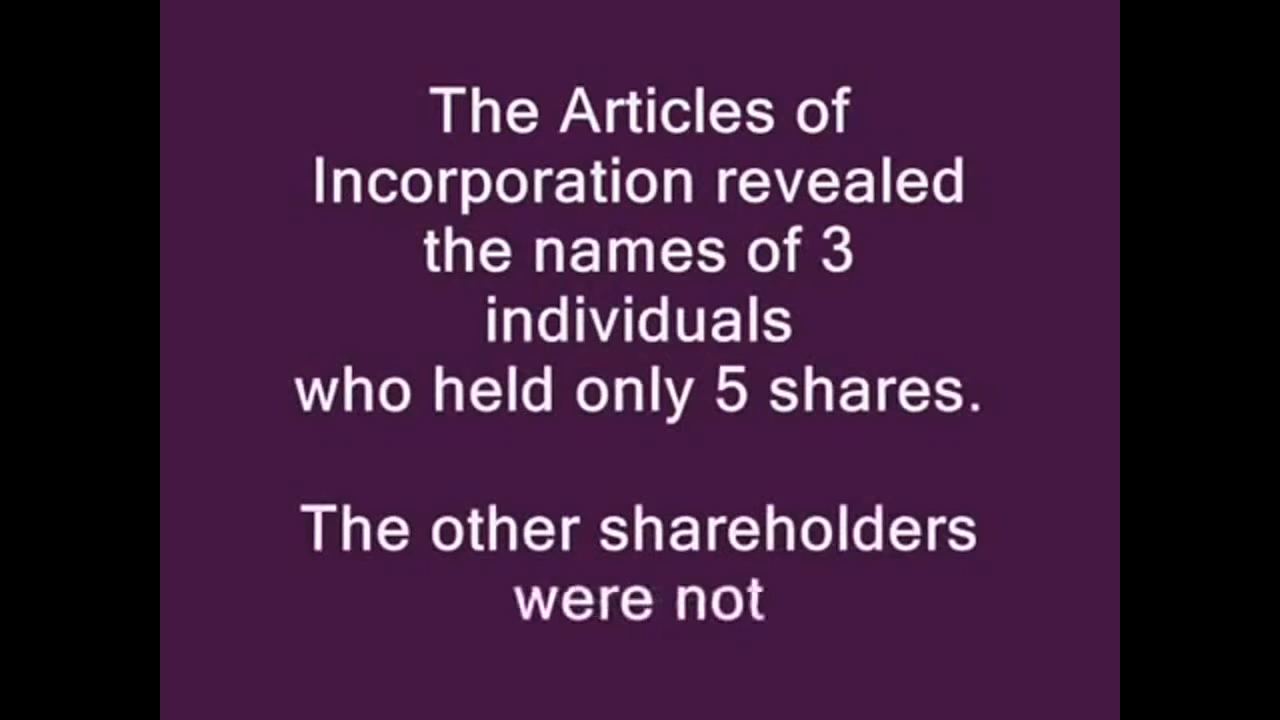 The Articles of
Incorporation revealed
the names of 3
individuals
who held only 5 shares.
The other shareholders
were not